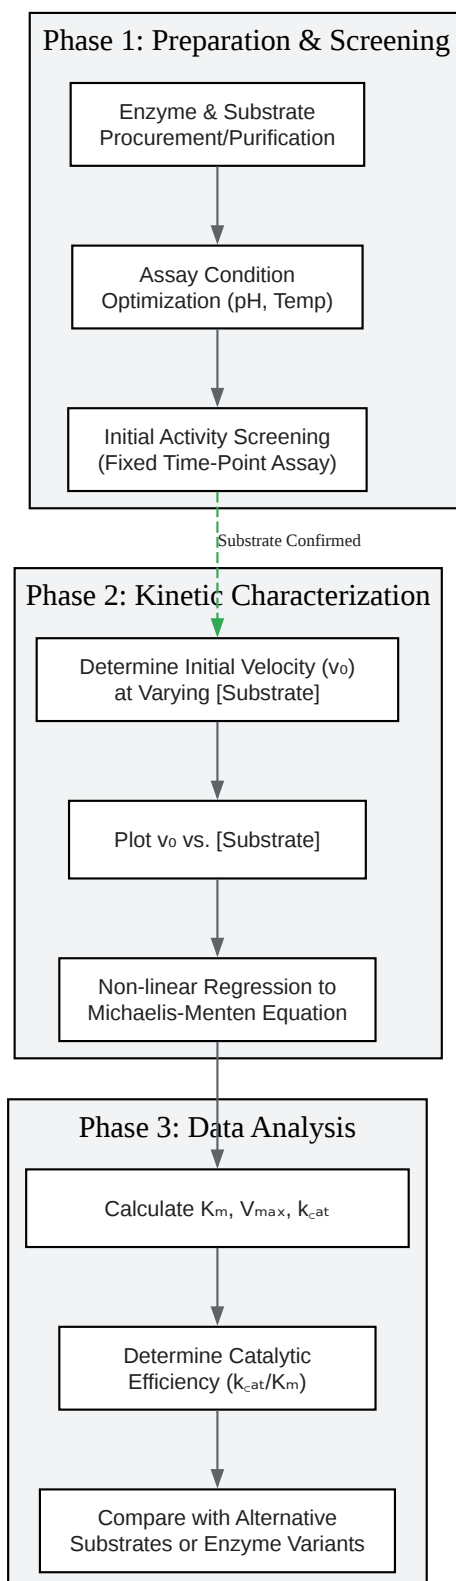 Phase 1: Preparation & Screening
Enzyme & Substrate
Procurement/Purification
Assay Condition
Optimization (pH, Temp)
Initial Activity Screening
(Fixed Time-Point Assay)
Substrate Confirmed
Phase 2: Kinetic Characterization
Determine Initial Velocity (v₀)
at Varying [Substrate]
Plot v₀ vs. [Substrate]
Non-linear Regression to
Michaelis-Menten Equation
Phase 3: Data Analysis
Calculate Kₘ, Vₘₐₓ, k꜀ₐₜ
Determine Catalytic
Efficiency (k꜀ₐₜ/Kₘ)
Compare with Alternative
Substrates or Enzyme Variants